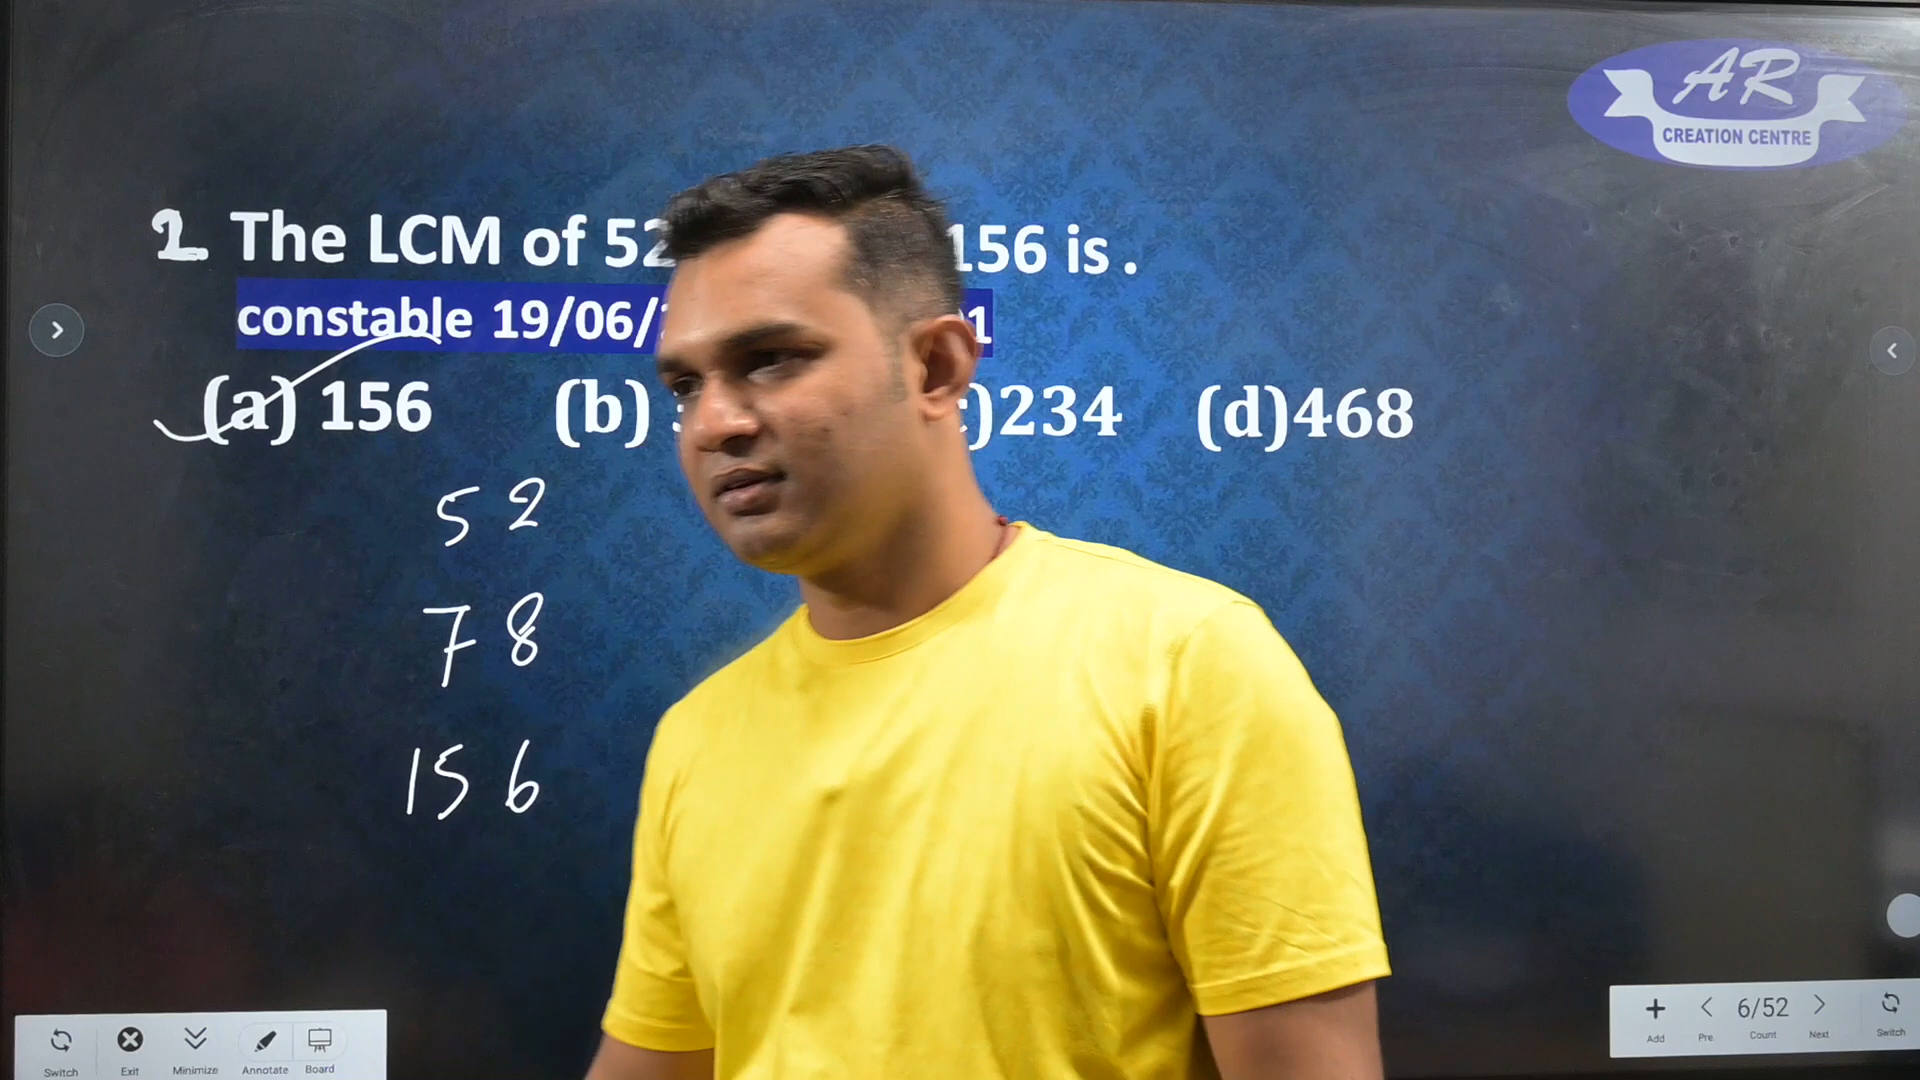 AR
CREATION CENTRE
2 The LCM of 52 156 is .
constable 19/06/ 1
(a) 156 (b) )234 (d)468
52
78
156
Switch Exit Minimize Annotate Board
6/52
Add Pre. Count Next Switch